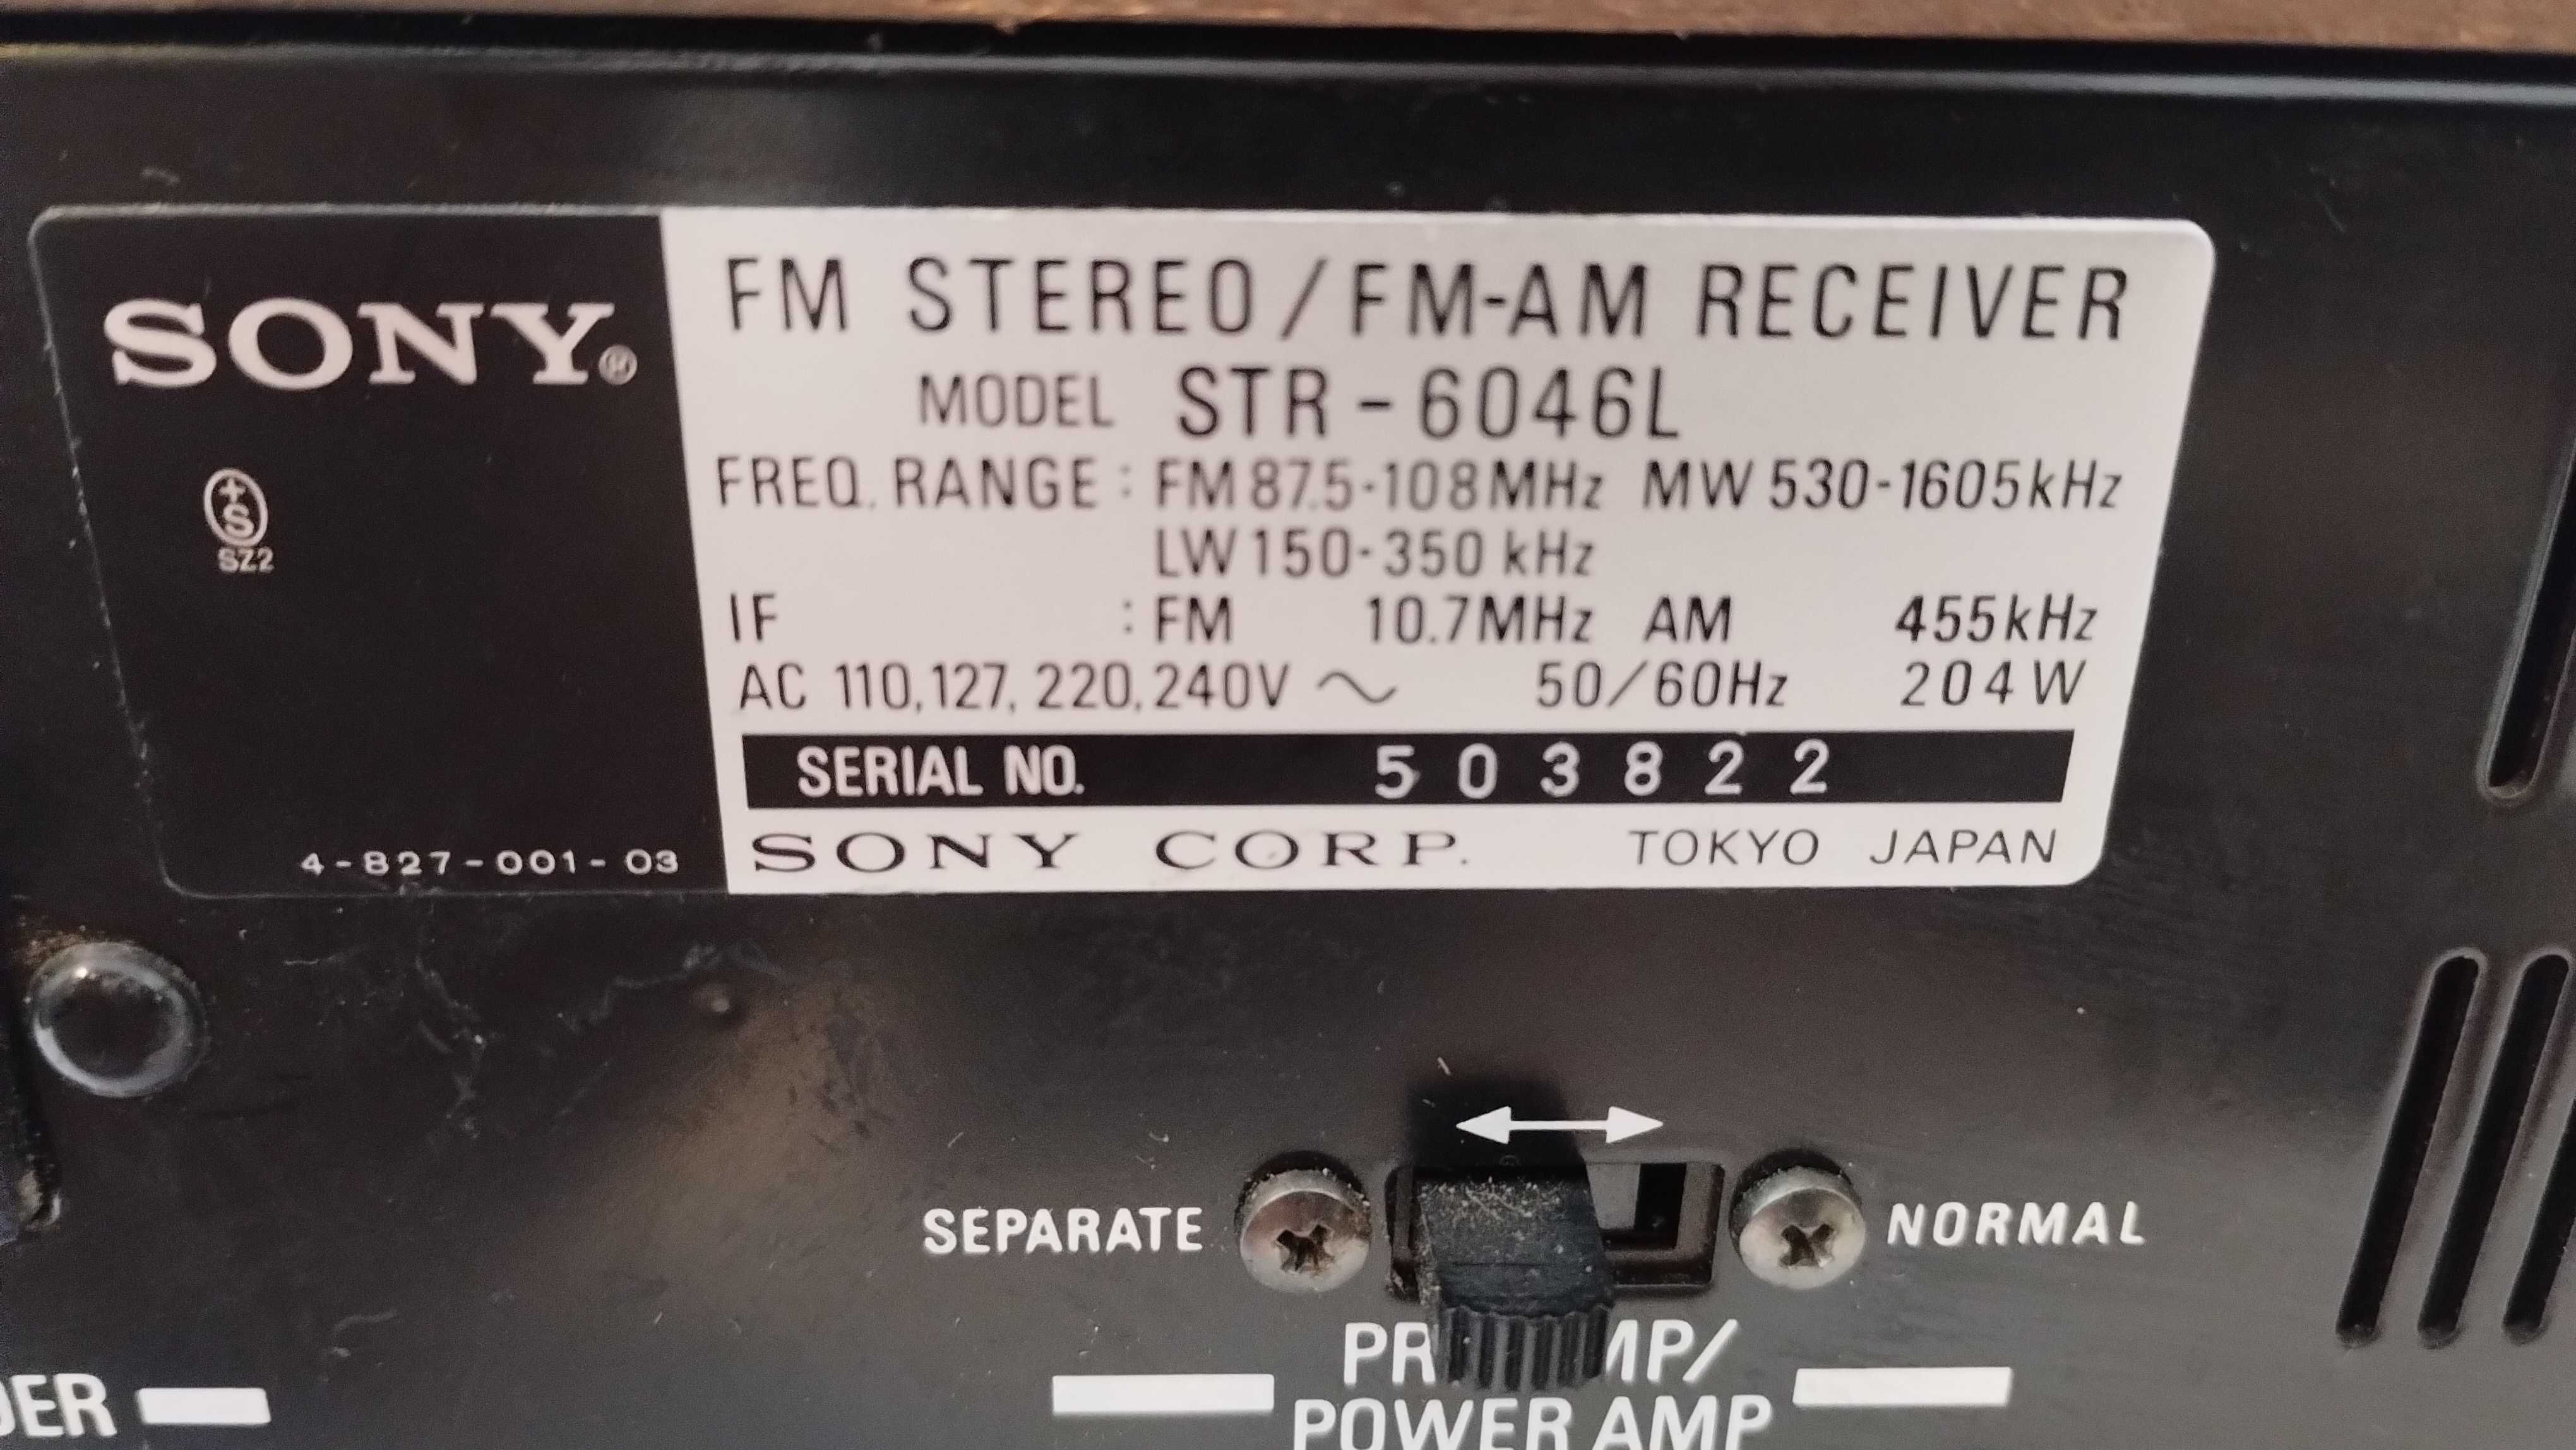 SONY®
S
SZ2
4-827-001-03
FM STEREO/FM-AM RECEIVER
MODEL STR-6046L
FREQ. RANGE : FM 87.5-108MHz MW 530-1605kHz
LW 150-350 kHz
IF : FM 10.7MHz AM 455kHz
AC 110, 127, 220, 240V ~ 50/60Hz 204W
SERIAL NO. 503822
SONY CORP. TOKYO JAPAN
SEPARATE NORMAL
POWER AMP